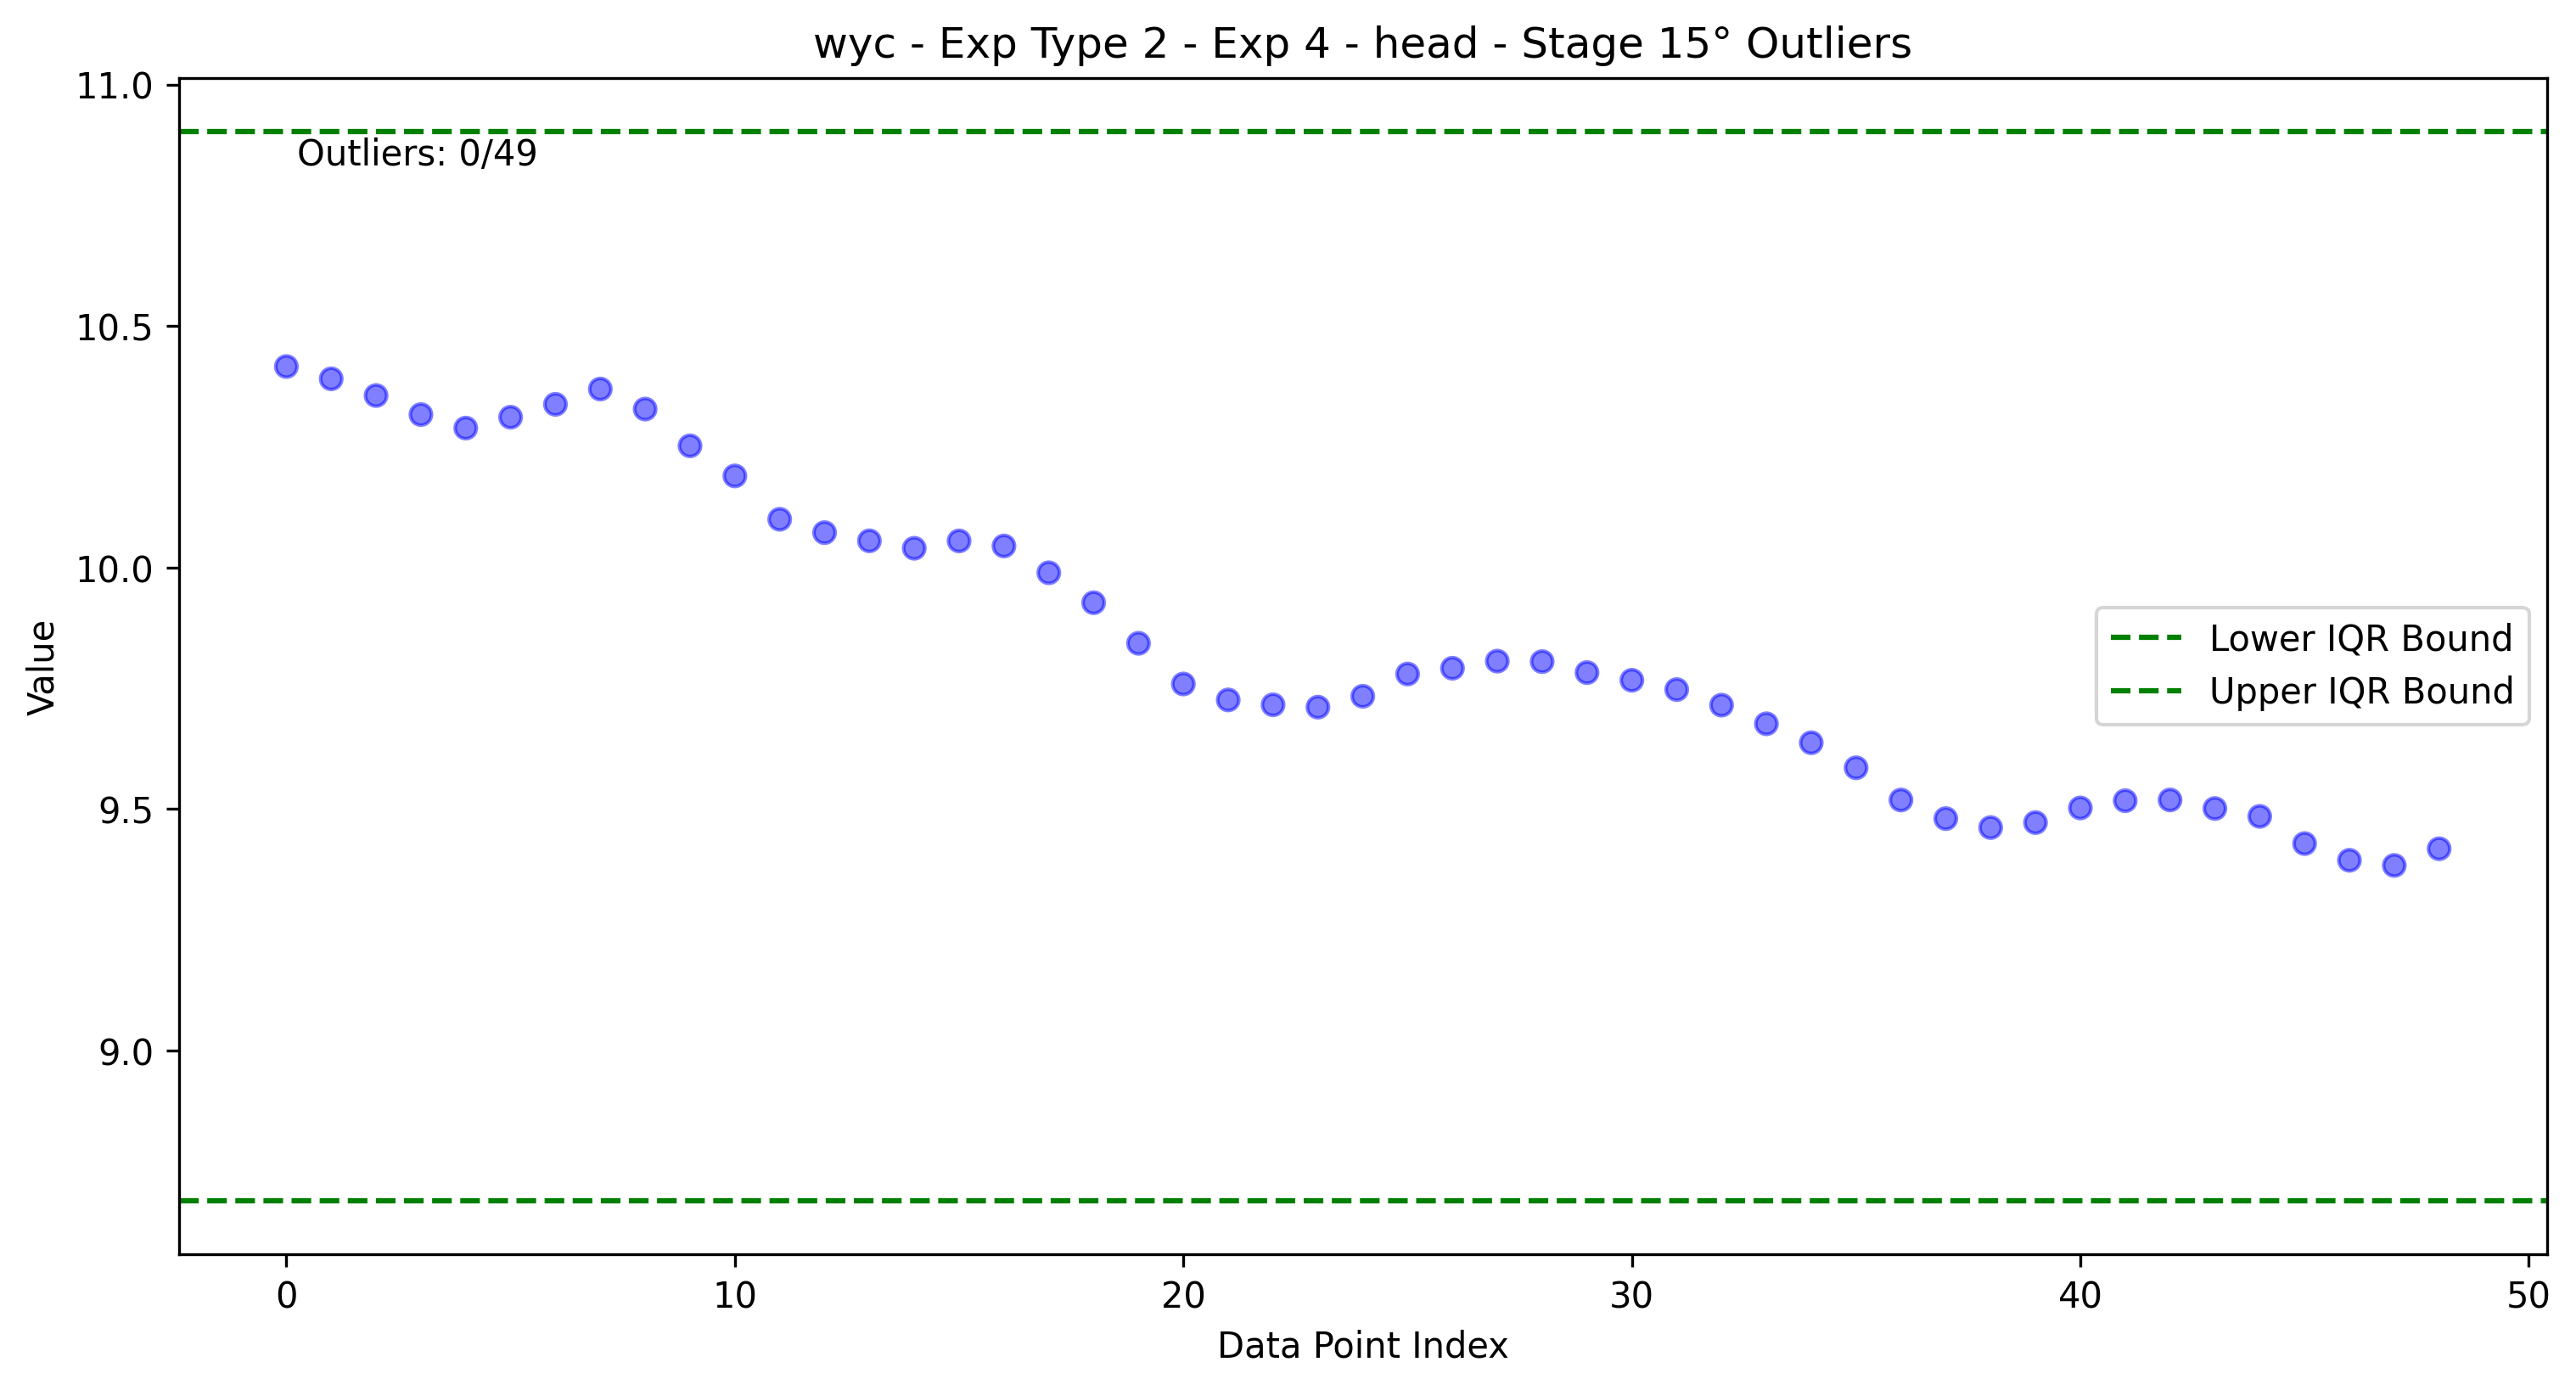 wyc - Exp Type 2 - Exp 4 - head - Stage 15° Outliers
11.0
Outliers: 0/49
10.5
10.0
Value
Lower IQR Bound
Upper IQR Bound
9.5
9.0
0 10 20 30 40 50
Data Point Index